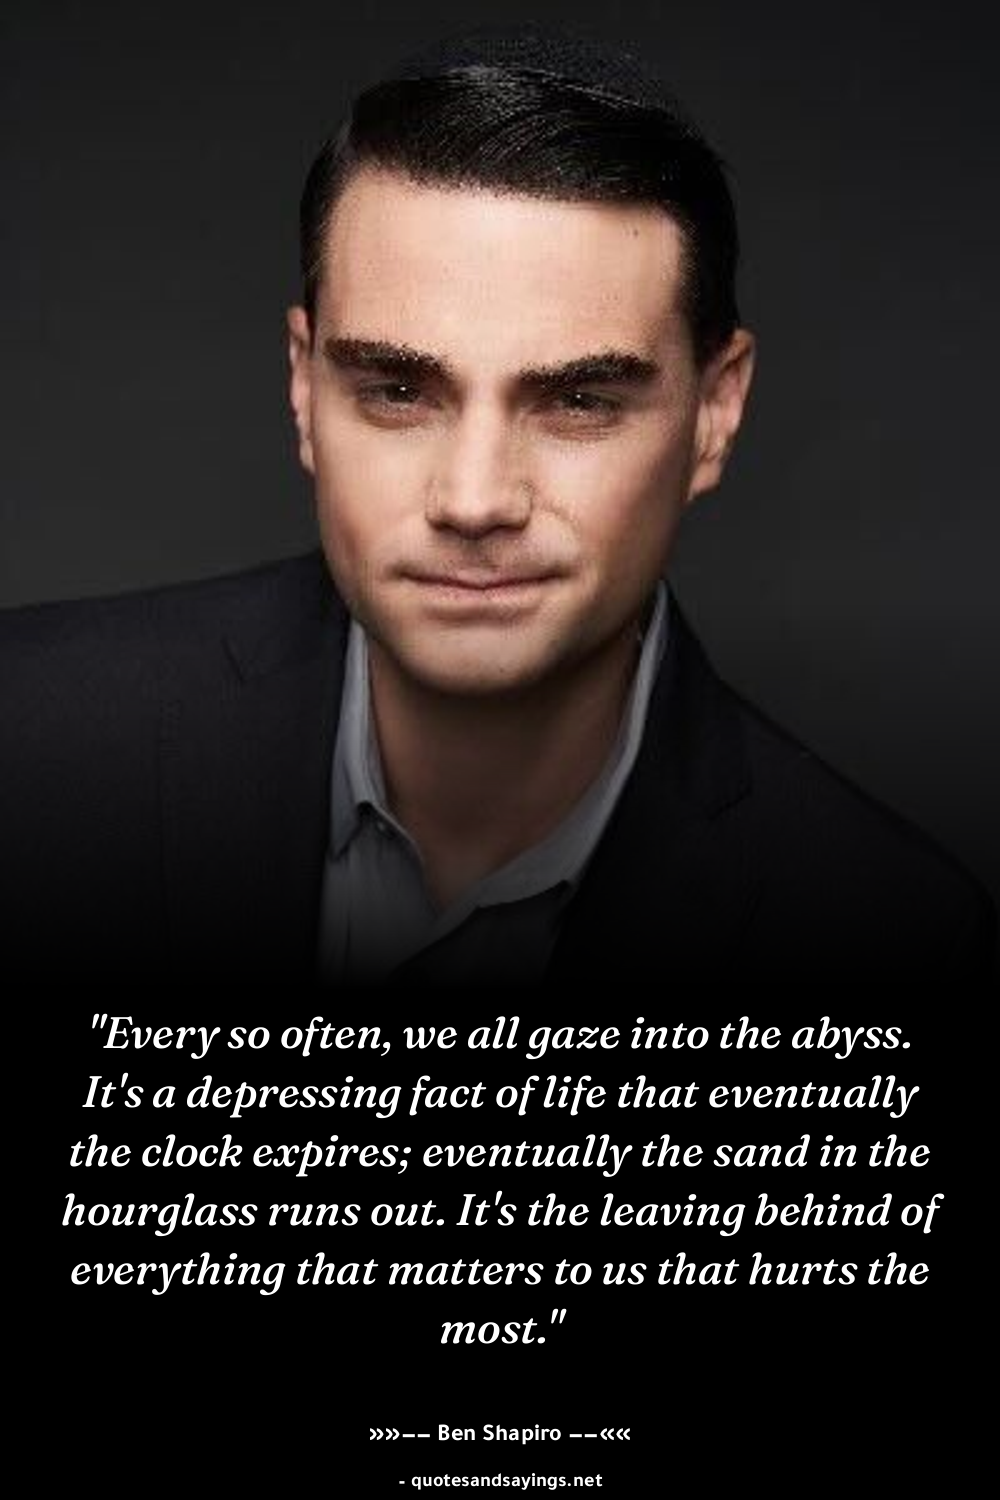 "Every so often, we all gaze into the abyss.
It's a depressing fact of life that eventually
the clock expires; eventually the sand in the
hourglass runs out. It's the leaving behind of
everything that matters to us that hurts the
most."
»»−− Ben Shapiro −−««
- quotesandsayings.net